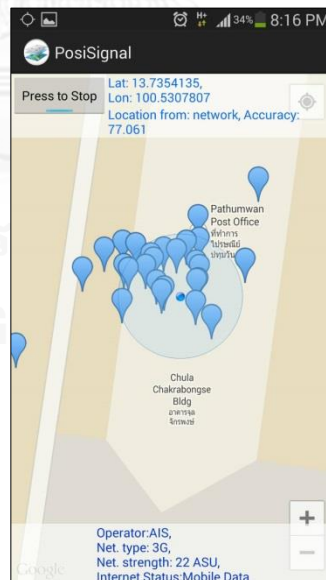 H+
34%
8:16 PM
PosiSignal
Press to Stop
Lat: 13.7354135,
Lon: 100.5307807
Location from: network, Accuracy:
77.061
Pathumwan
Post Office
ที่ทำการ
ไปรษณีย์
ปทุมวัน
Chula
Chakrabongse
Bldg
อาคารจุล
จักรพงษ์
+
−
Google
Operator:AIS,
Net. type: 3G,
Net. strength: 22 ASU,
Internet Status:Mobile Data